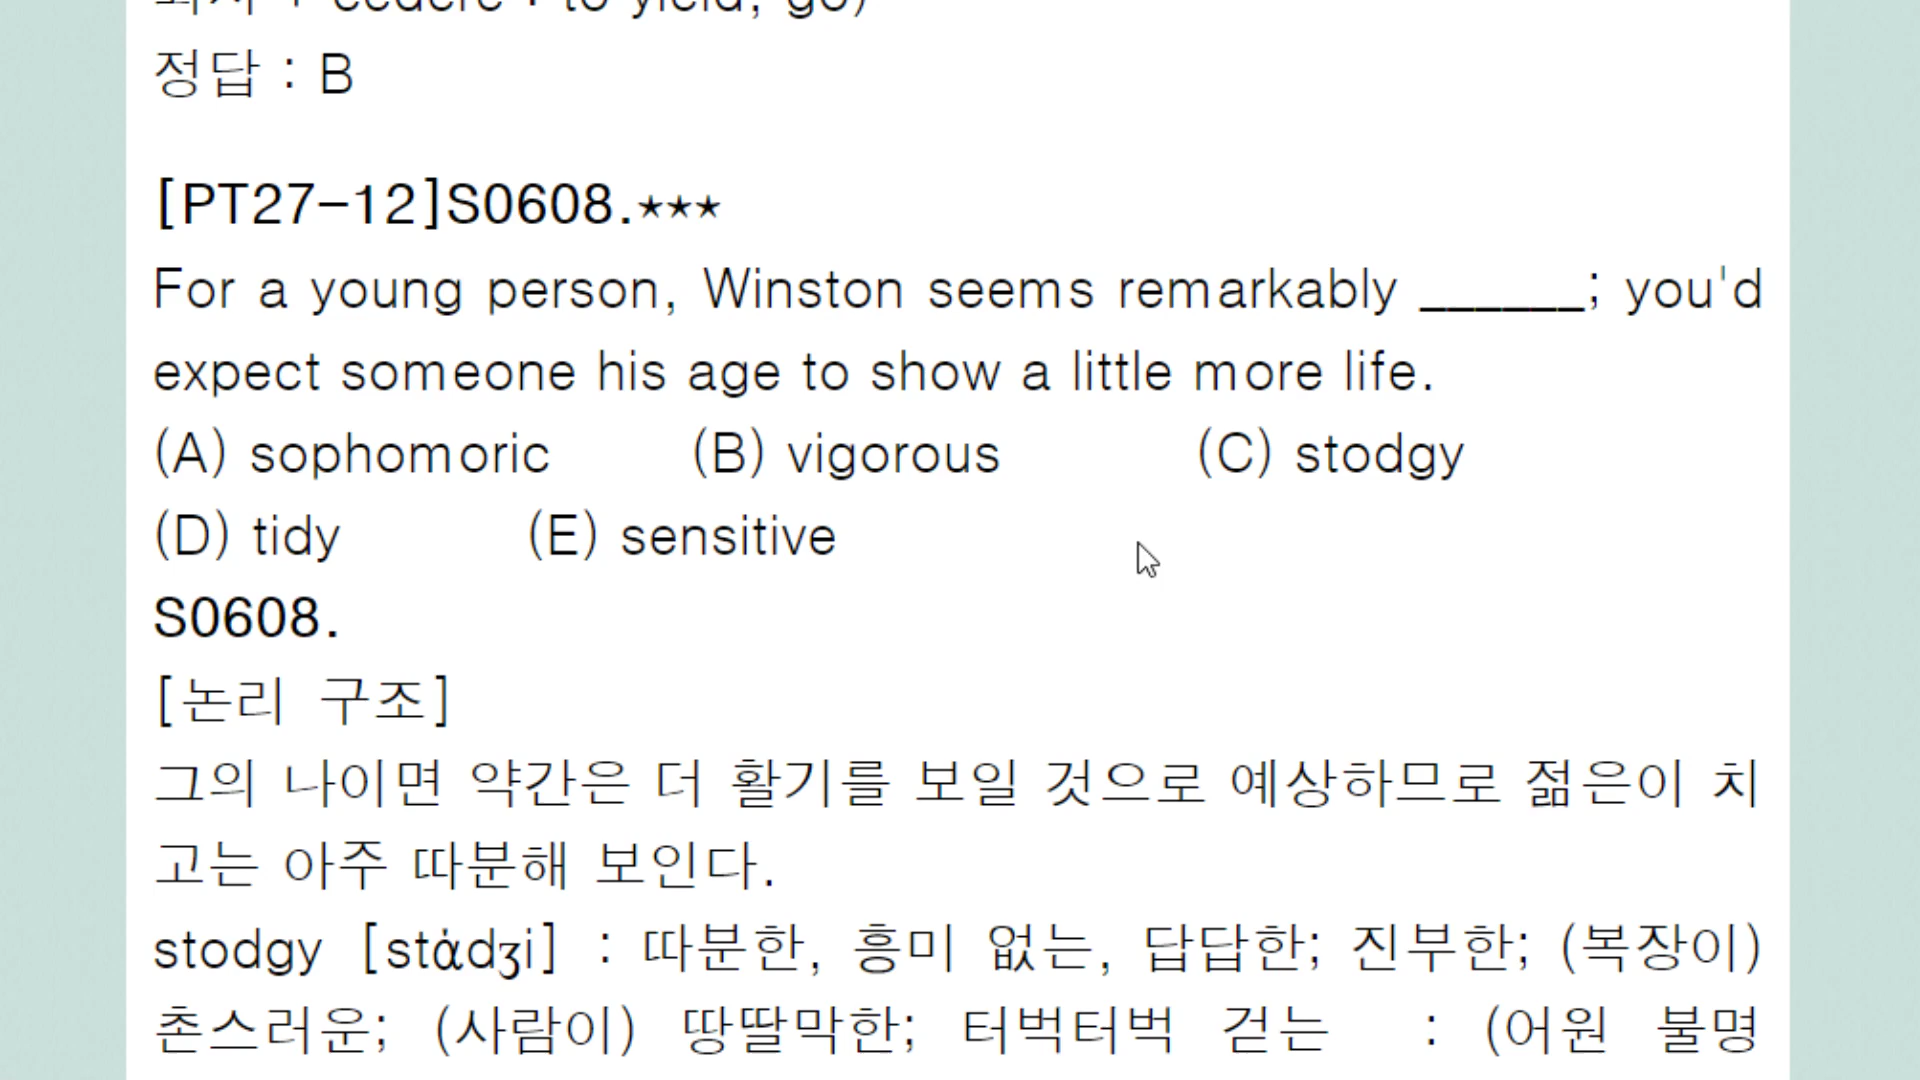 cedere : to yield, go)
정답 : B
[PT27-12]S0608.★★★
For a young person, Winston seems remarkably ______; you'd
expect someone his age to show a little more life.
(A) sophomoric (B) vigorous (C) stodgy
(D) tidy (E) sensitive
S0608.
[논리 구조]
그의 나이면 약간은 더 활기를 보일 것으로 예상하므로 젊은이 치
고는 아주 따분해 보인다.
stodgy [stάdʒi] : 따분한, 흥미 없는, 답답한; 진부한; (복장이)
촌스러운; (사람이) 땅딸막한; 터벅터벅 걷는 : (어원 불명